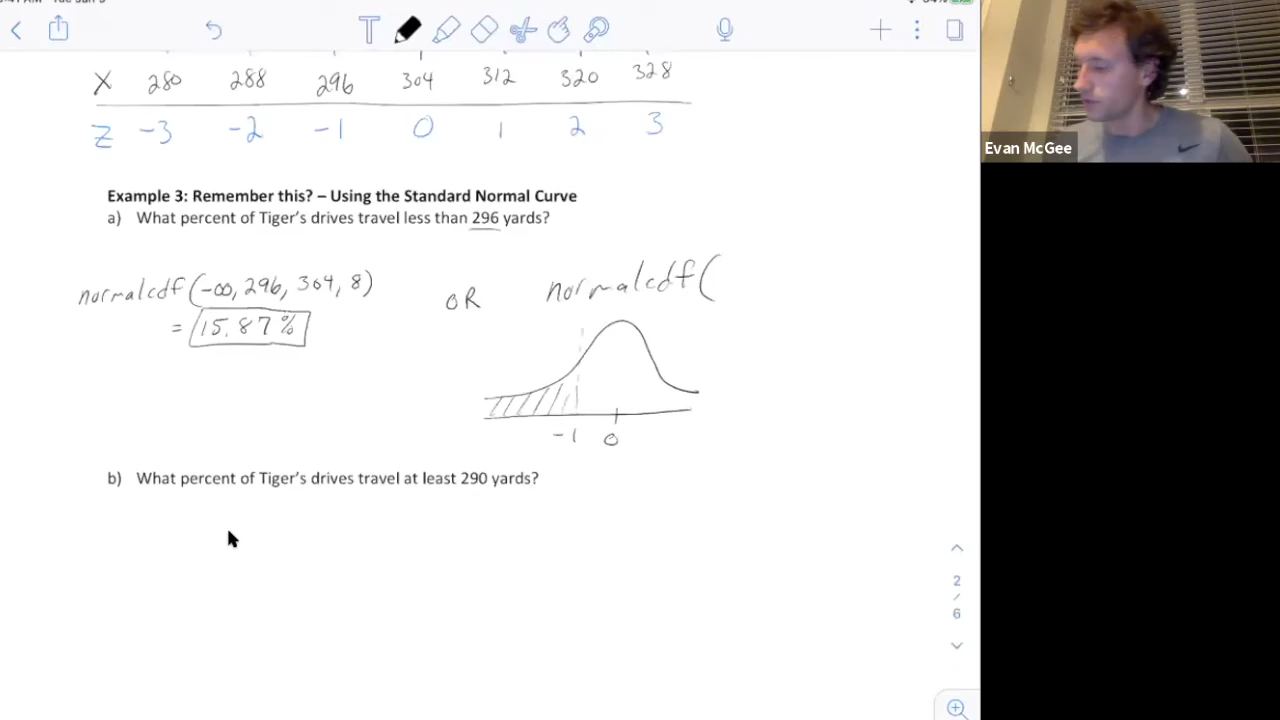 X 280 288 296 304 312 320 328
Z -3 -2 -1 0 1 2 3
Example 3: Remember this? – Using the Standard Normal Curve
a) What percent of Tiger's drives travel less than 296 yards?
normalcdf(-∞, 296, 304, 8)
= 15.87%
OR
normalcdf(
-1 0
b) What percent of Tiger's drives travel at least 290 yards?
Evan McGee
2
/
6